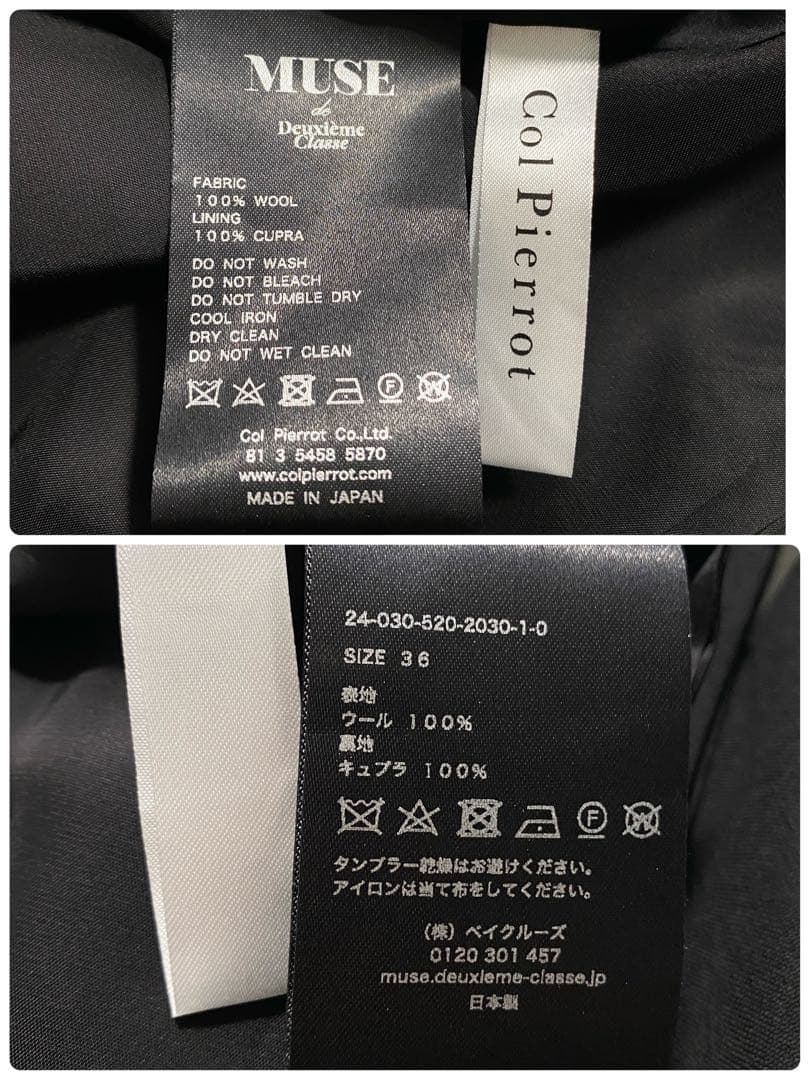 MUSE
de
Deuxième
Classe
FABRIC
100% WOOL
LINING
100% CUPRA
DO NOT WASH
DO NOT BLEACH
DO NOT TUMBLE DRY
COOL IRON
DRY CLEAN
DO NOT WET CLEAN
F W
Col Pierrot Co.,Ltd.
81 3 5458 5870
www.colpierrot.com
MADE IN JAPAN
Col Pierrot
24-030-520-2030-1-0
SIZE 36
表地
ウール 100%
裏地
キュプラ 100%
F W
タンブラー乾燥はお避けください。
アイロンは当て布をしてください。
(株) ベイクルーズ
0120 301 457
muse.deuxieme-classe.jp
日本製